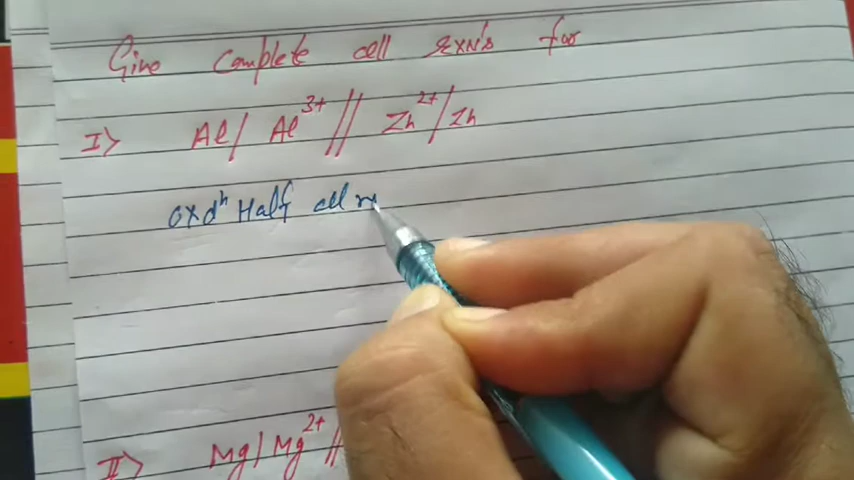 Give Complete cell rxn's for
I> Al / Al³⁺ // Zn²⁺ / Zn
oxdⁿ Half cell
II> Mg / Mg²⁺ //